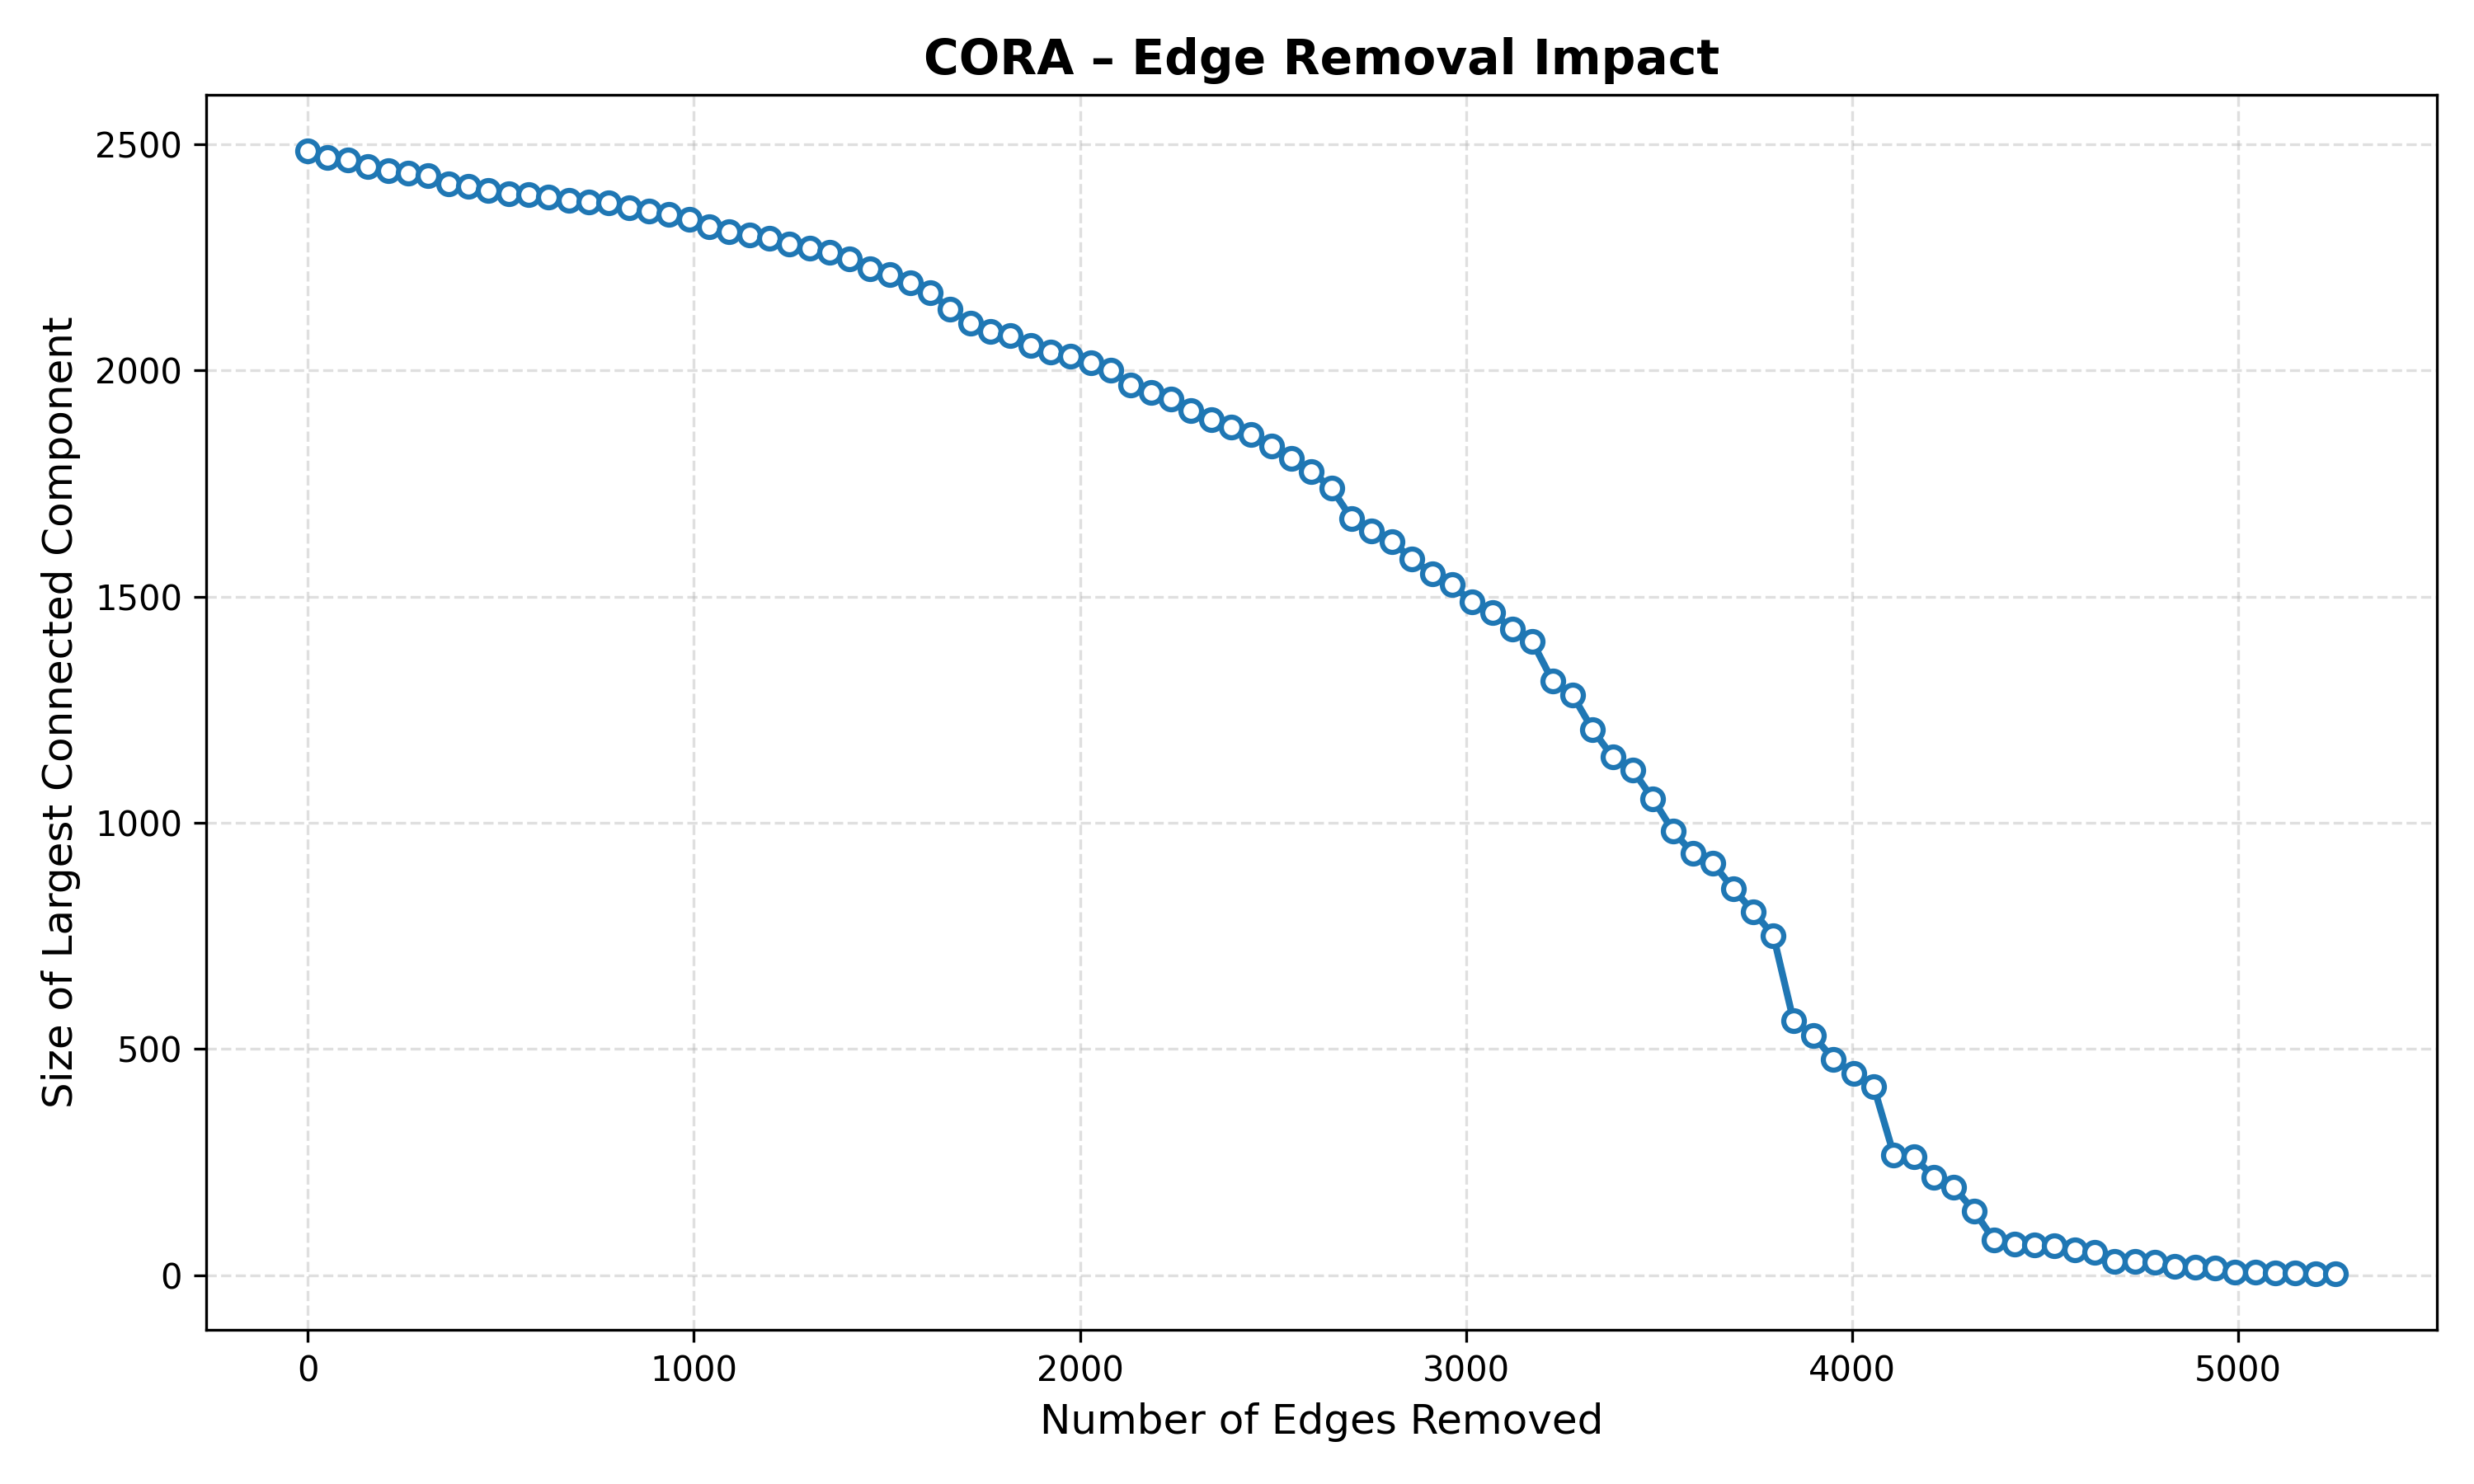 CORA – Edge Removal Impact
Size of Largest Connected Component
2500
2000
1500
1000
500
0
0 1000 2000 3000 4000 5000
Number of Edges Removed